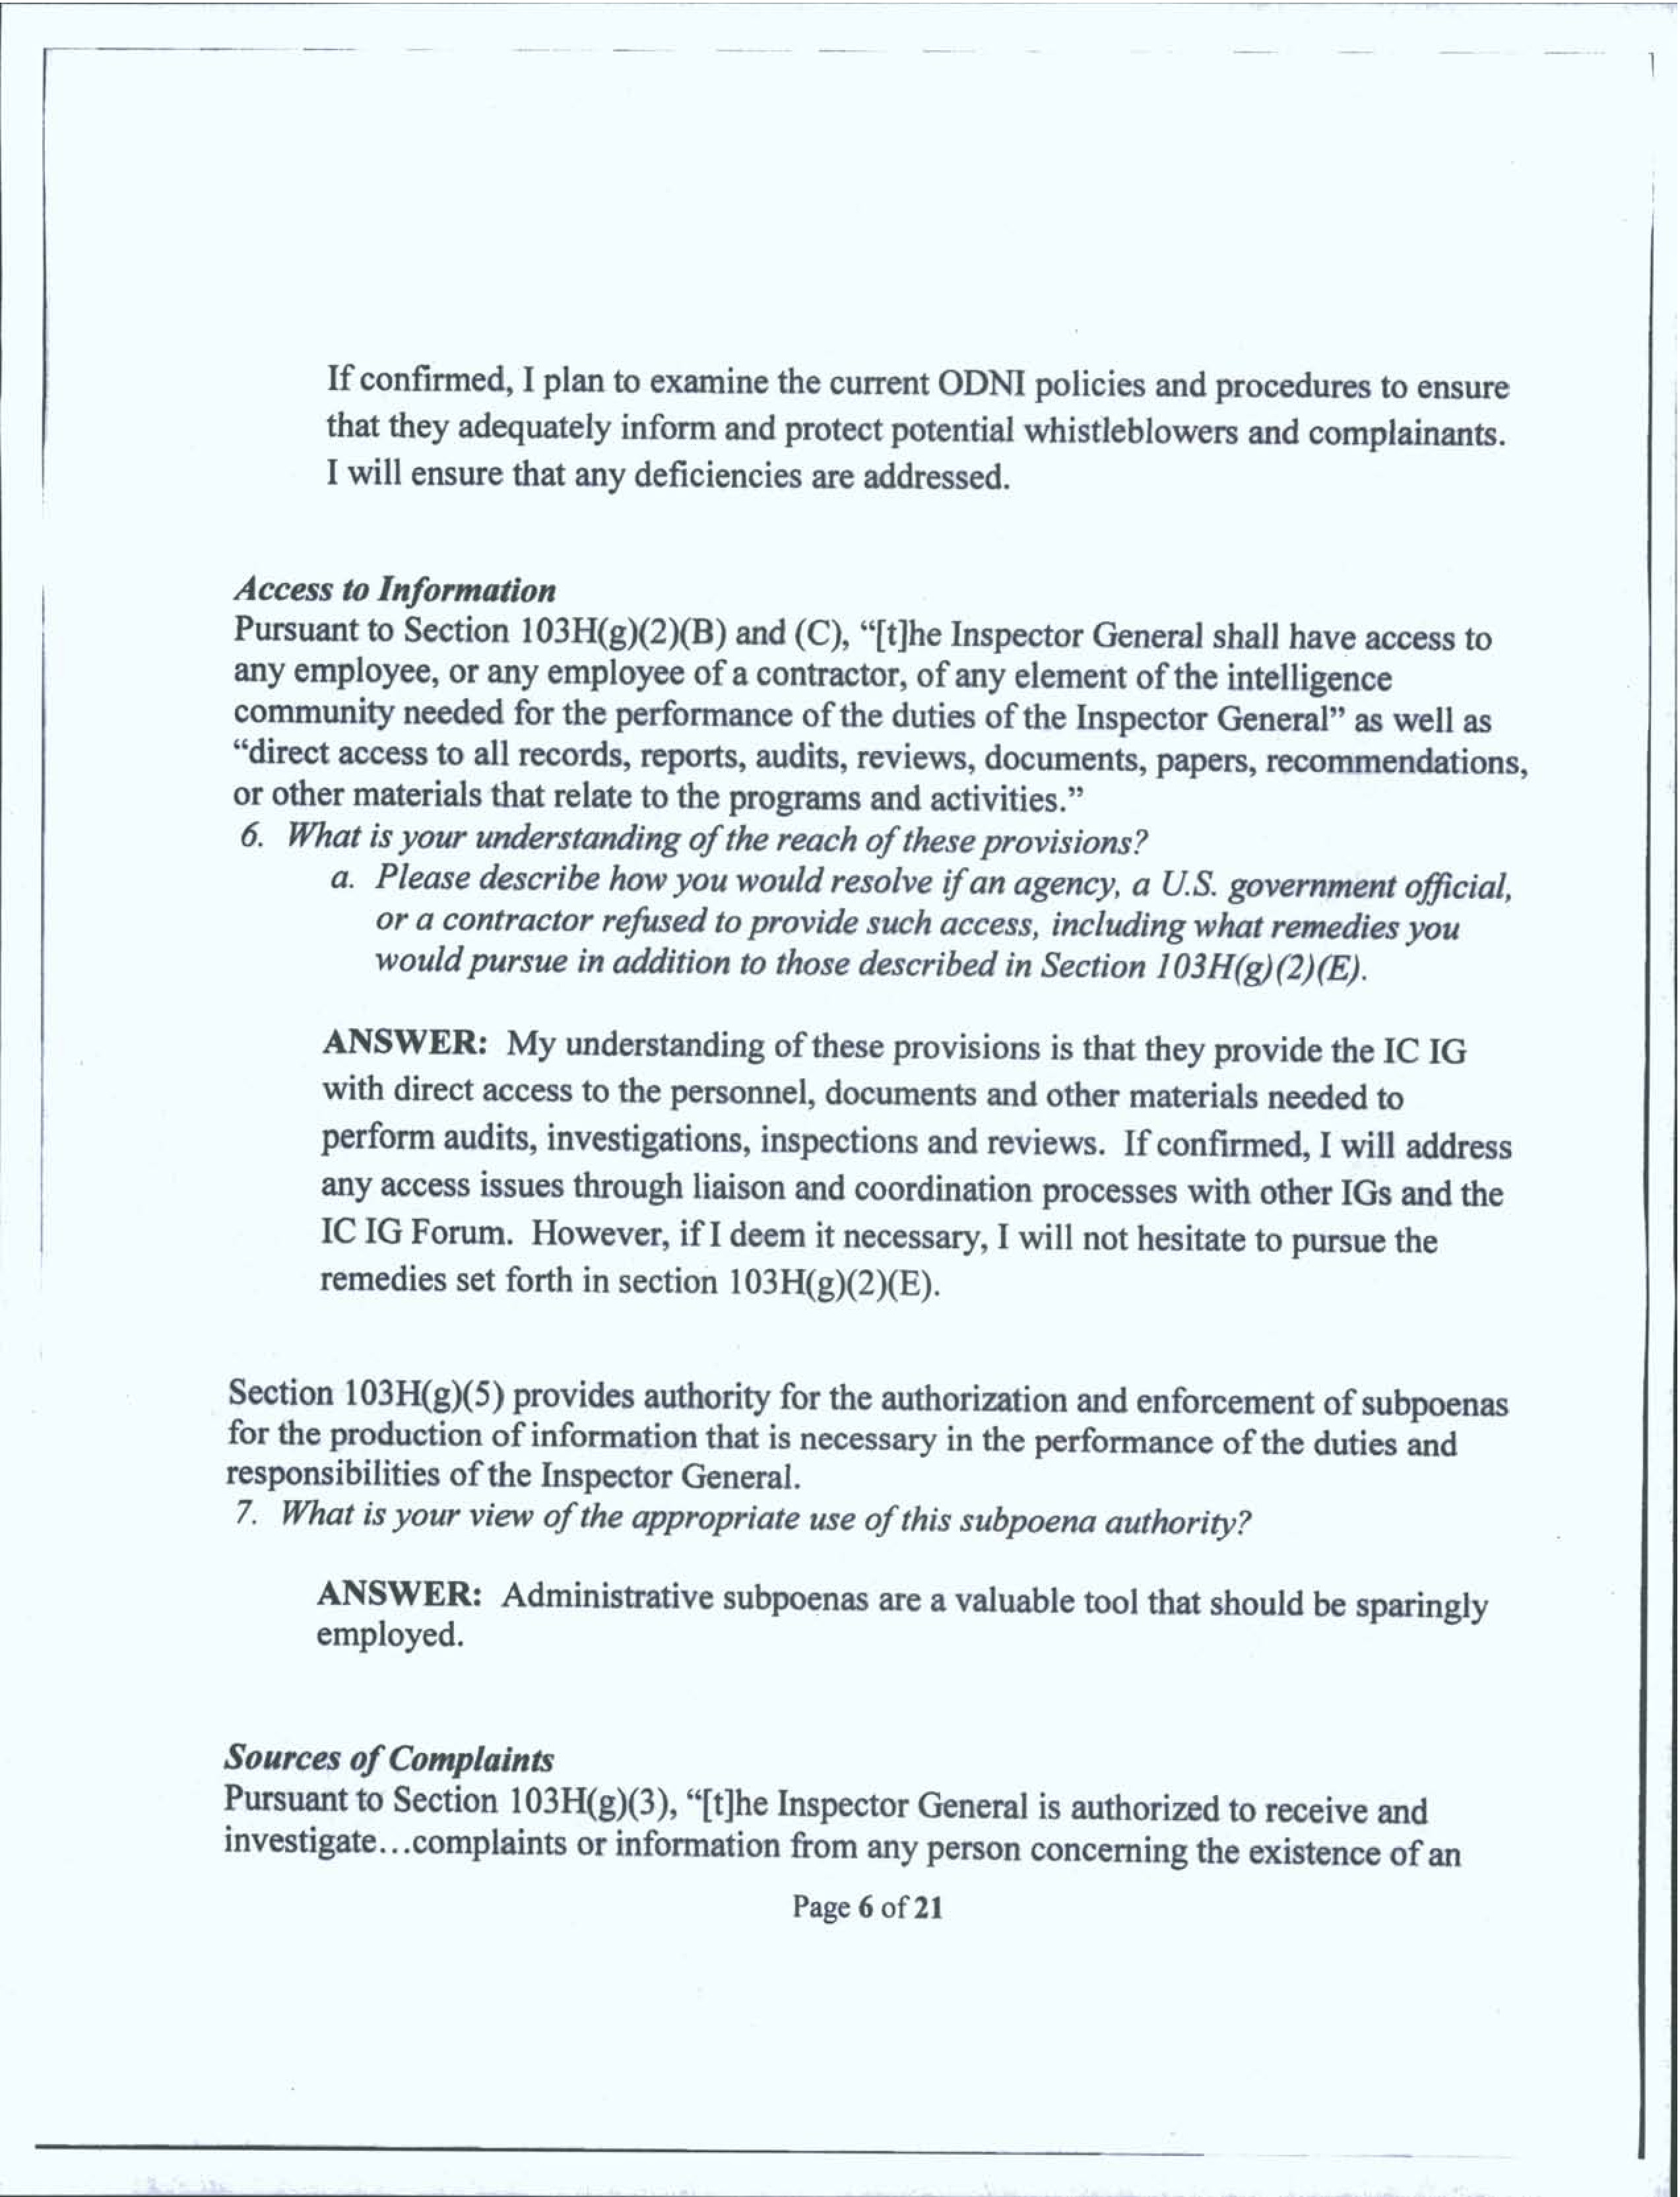 If confirmed, I plan to examine the current ODNI policies and procedures to ensure
that they adequately inform and protect potential whistleblowers and complainants.
I will ensure that any deficiencies are addressed.
Access to Information
Pursuant to Section 103H(g)(2)(B) and (C), “[t]he Inspector General shall have access to
any employee, or any employee of a contractor, of any element of the intelligence
community needed for the performance of the duties of the Inspector General” as well as
“direct access to all records, reports, audits, reviews, documents, papers, recommendations,
or other materials that relate to the programs and activities.”
6. What is your understanding of the reach of these provisions?
a. Please describe how you would resolve if an agency, a U.S. government official,
or a contractor refused to provide such access, including what remedies you
would pursue in addition to those described in Section 103H(g)(2)(E).
ANSWER: My understanding of these provisions is that they provide the IC IG
with direct access to the personnel, documents and other materials needed to
perform audits, investigations, inspections and reviews. If confirmed, I will address
any access issues through liaison and coordination processes with other IGs and the
IC IG Forum. However, if I deem it necessary, I will not hesitate to pursue the
remedies set forth in section 103H(g)(2)(E).
Section 103H(g)(5) provides authority for the authorization and enforcement of subpoenas
for the production of information that is necessary in the performance of the duties and
responsibilities of the Inspector General.
7. What is your view of the appropriate use of this subpoena authority?
ANSWER: Administrative subpoenas are a valuable tool that should be sparingly
employed.
Sources of Complaints
Pursuant to Section 103H(g)(3), “[t]he Inspector General is authorized to receive and
investigate…complaints or information from any person concerning the existence of an
Page 6 of 21